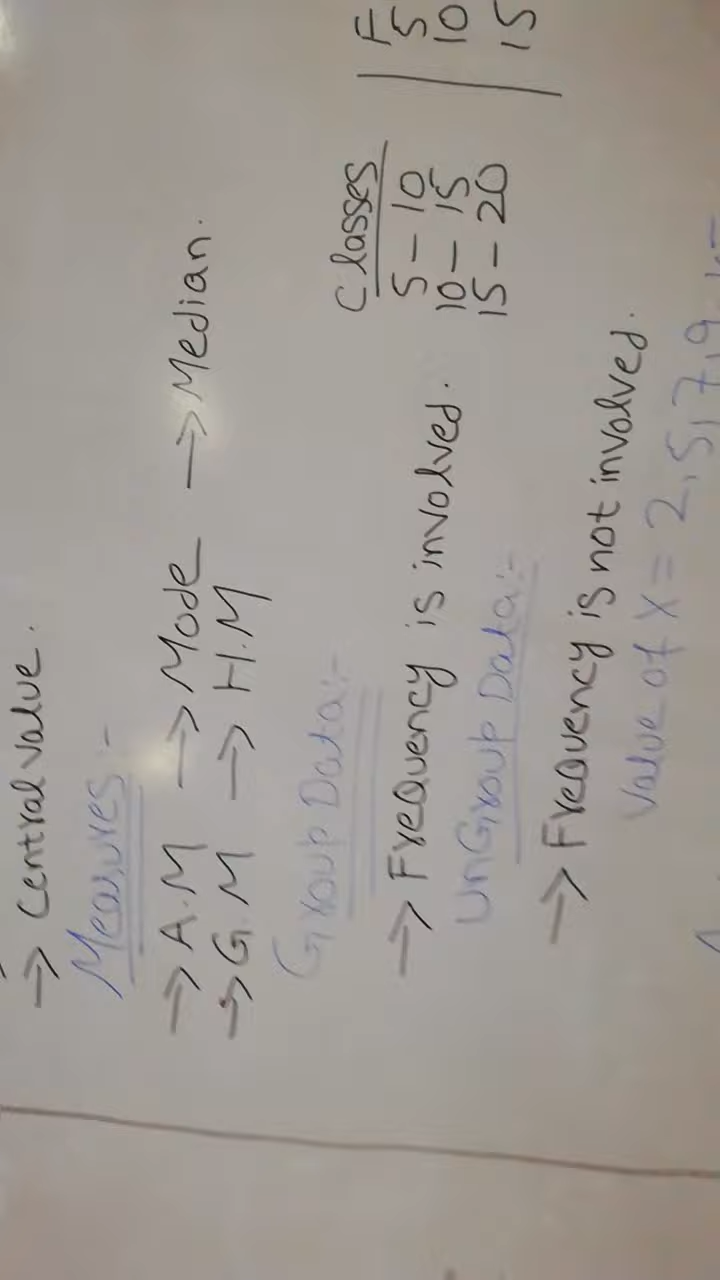 → Central value.
Measures:-
→ A.M → Mode → Median.
→ G.M → H.M
Group Data:-
Classes | F
5 - 10 | 5
10 - 15 | 10
15 - 20 | 15
→ Frequency is involved.
UnGroup Data:-
→ Frequency is not involved.
Value of X = 2, 5, 7, 9